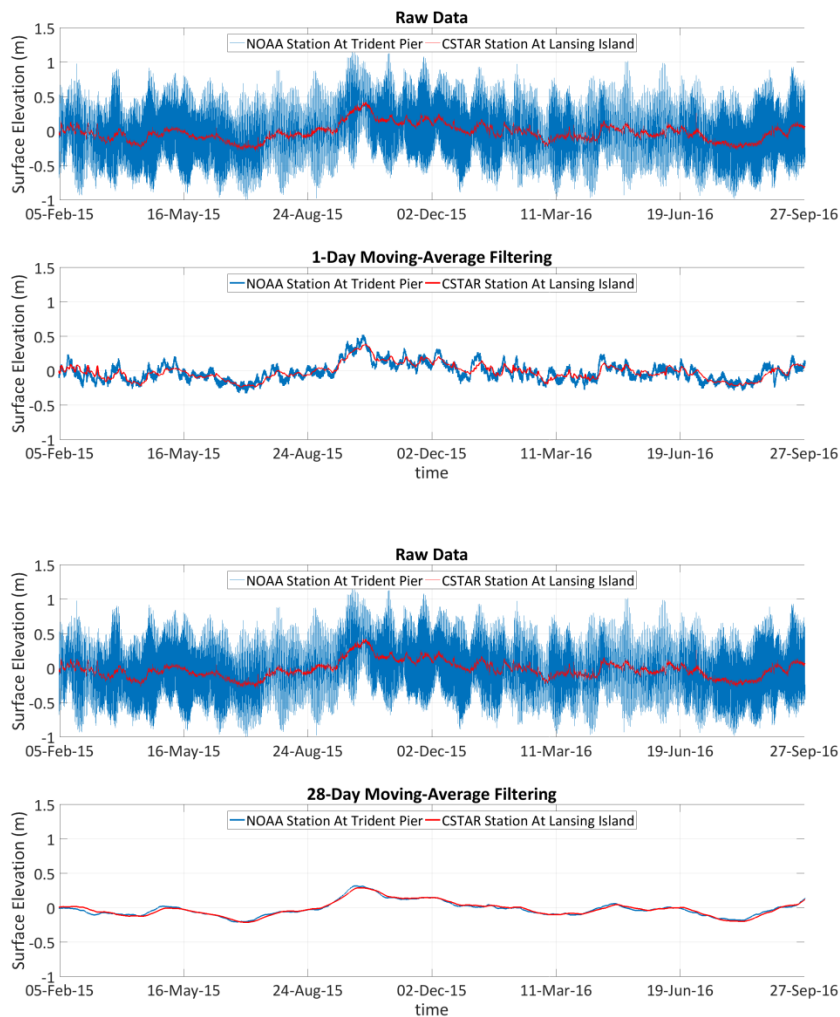 Raw Data
NOAA Station At Trident Pier CSTAR Station At Lansing Island
Surface Elevation (m)
1.5
1
0.5
0
-0.5
-1
05-Feb-15 16-May-15 24-Aug-15 02-Dec-15 11-Mar-16 19-Jun-16 27-Sep-16
1-Day Moving-Average Filtering
NOAA Station At Trident Pier CSTAR Station At Lansing Island
Surface Elevation (m)
1.5
1
0.5
0
-0.5
-1
05-Feb-15 16-May-15 24-Aug-15 02-Dec-15 11-Mar-16 19-Jun-16 27-Sep-16
time
Raw Data
NOAA Station At Trident Pier CSTAR Station At Lansing Island
Surface Elevation (m)
1.5
1
0.5
0
-0.5
-1
05-Feb-15 16-May-15 24-Aug-15 02-Dec-15 11-Mar-16 19-Jun-16 27-Sep-16
28-Day Moving-Average Filtering
NOAA Station At Trident Pier CSTAR Station At Lansing Island
Surface Elevation (m)
1.5
1
0.5
0
-0.5
-1
05-Feb-15 16-May-15 24-Aug-15 02-Dec-15 11-Mar-16 19-Jun-16 27-Sep-16
time